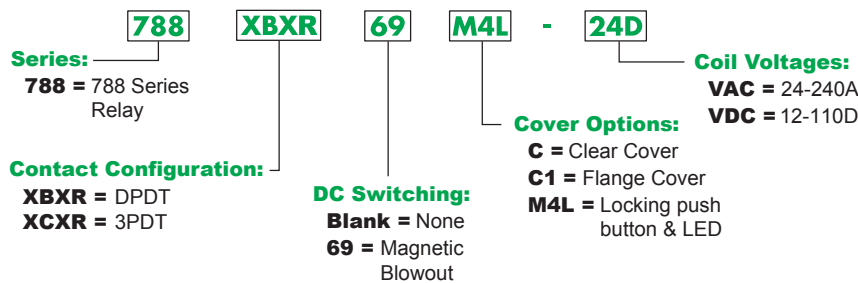 788 XBXR 69 M4L - 24D
Series:
788 = 788 Series
Relay
Contact Configuration:
XBXR = DPDT
XCXR = 3PDT
DC Switching:
Blank = None
69 = Magnetic
Blowout
Cover Options:
C = Clear Cover
C1 = Flange Cover
M4L = Locking push
button & LED
Coil Voltages:
VAC = 24-240A
VDC = 12-110D